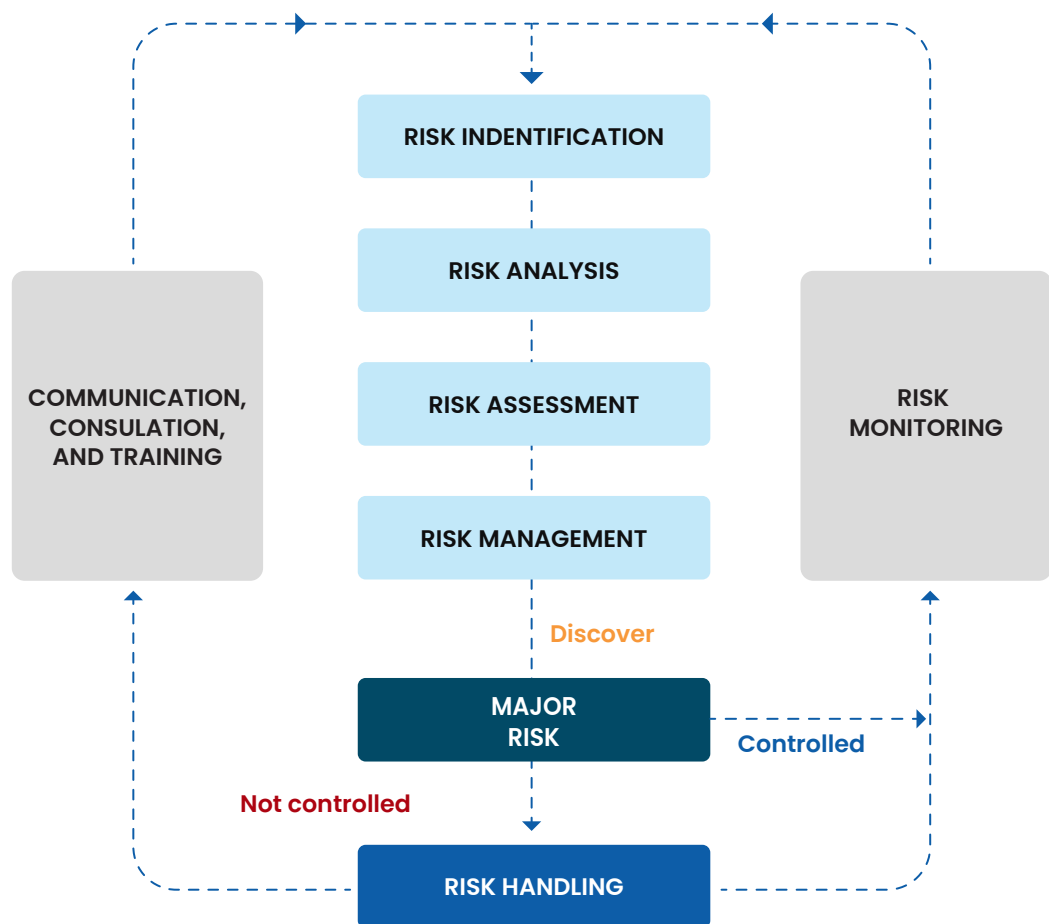 RISK INDENTIFICATION
RISK ANALYSIS
COMMUNICATION,
CONSULATION,
AND TRAINING
RISK ASSESSMENT
RISK
MONITORING
RISK MANAGEMENT
Discover
MAJOR
RISK
Controlled
Not controlled
RISK HANDLING